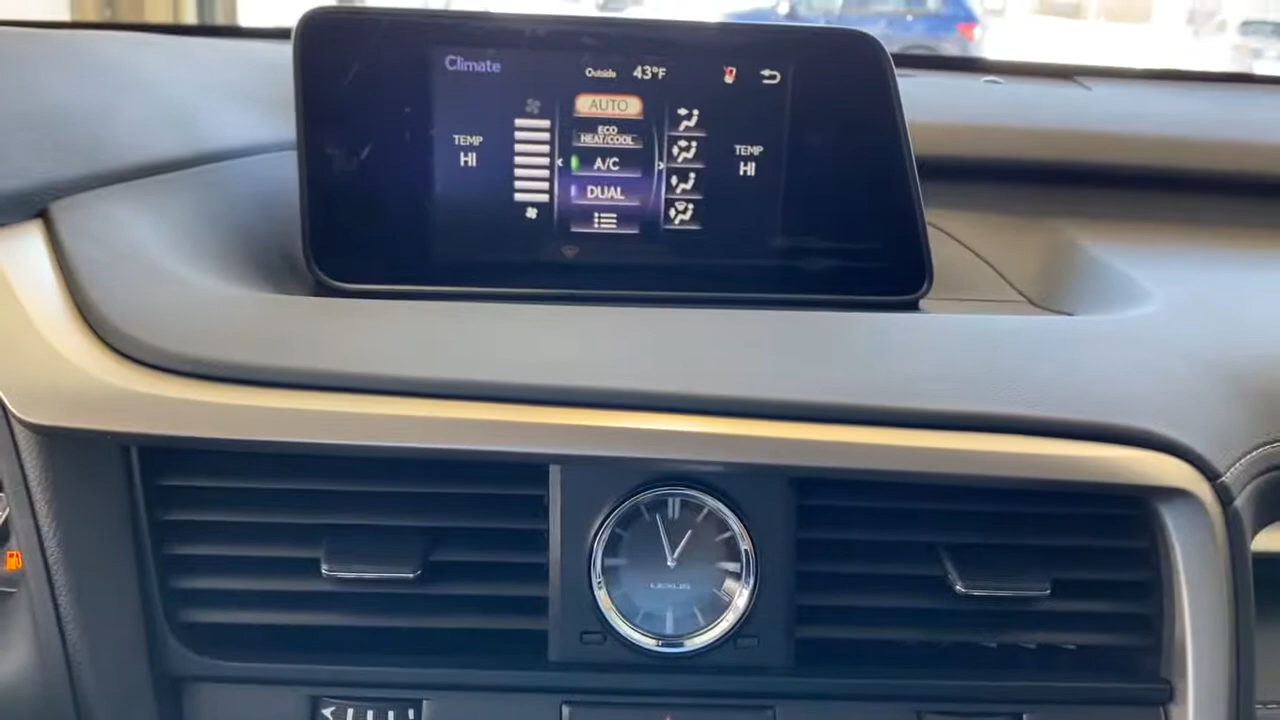 Climate
Outside 43°F
AUTO
ECO
HEAT/COOL
TEMP
HI
A/C
TEMP
HI
DUAL
LEXUS